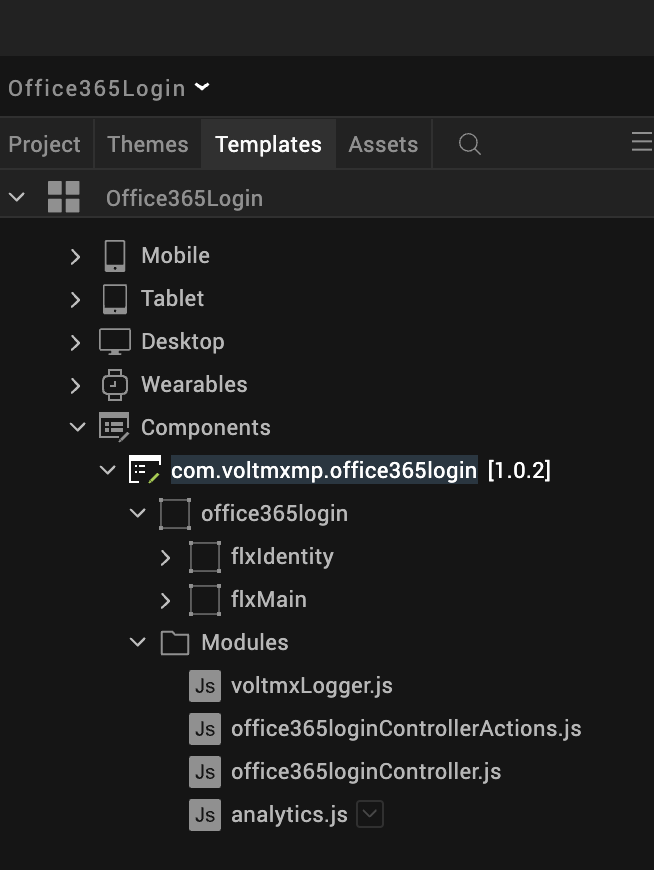 Office365Login
Project Themes Templates Assets
Office365Login
Mobile
Tablet
Desktop
Wearables
Components
com.voltmxmp.office365login [1.0.2]
office365login
flxIdentity
flxMain
Modules
Js voltmxLogger.js
Js office365loginControllerActions.js
Js office365loginController.js
Js analytics.js